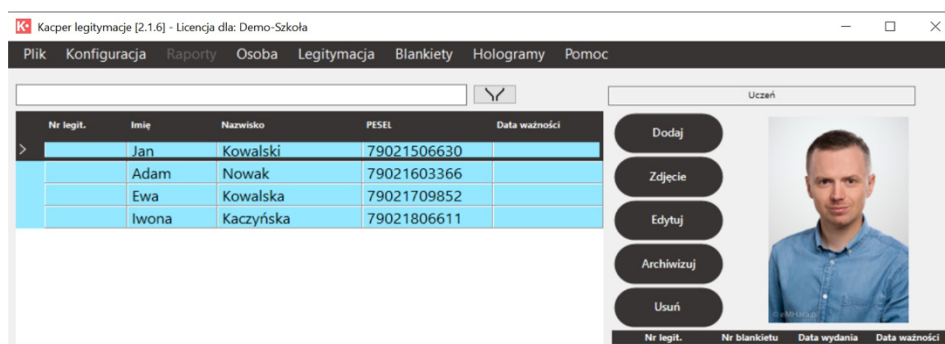 K Kacper legitymacje [2.1.6] - Licencja dla: Demo-Szkoła
Plik Konfiguracja Raporty Osoba Legitymacja Blankiety Hologramy Pomoc
Uczeń
Nr legit. Imię Nazwisko PESEL Data ważności
Jan Kowalski 79021506630
Adam Nowak 79021603366
Ewa Kowalska 79021709852
Iwona Kaczyńska 79021806611
Dodaj
Zdjęcie
Edytuj
Archiwizuj
Usuń
Nr legit. Nr blankietu Data wydania Data ważności